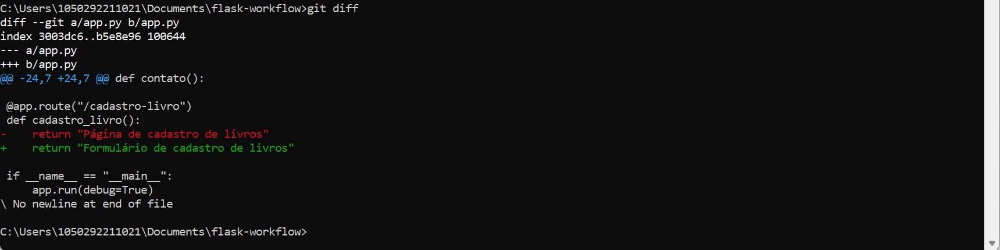 C:\Users\1050292211021\Documents\flask-workflow>git diff
diff --git a/app.py b/app.py
index 3003dc6..b5e8e96 100644
--- a/app.py
+++ b/app.py
@@ -24,7 +24,7 @@ def contato():
 @app.route("/cadastro-livro")
 def cadastro_livro():
-    return "Página de cadastro de livros"
+    return "Formulário de cadastro de livros"
 if __name__ == "__main__":
     app.run(debug=True)
\ No newline at end of file
C:\Users\1050292211021\Documents\flask-workflow>